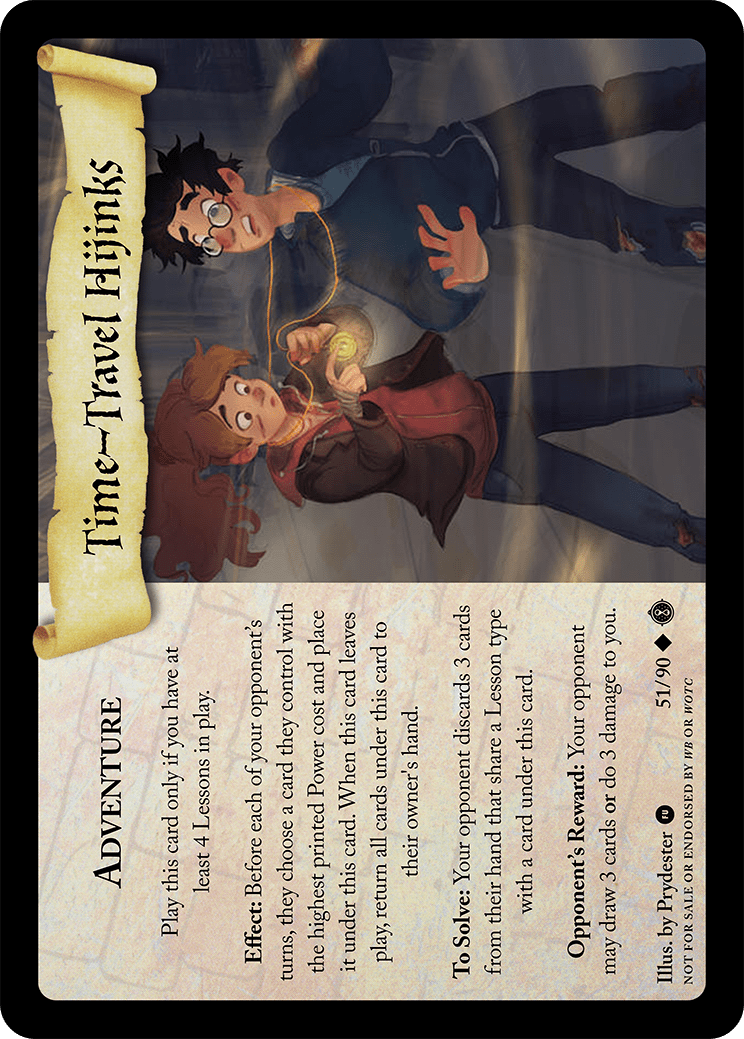 Time-Travel Hijinks
ADVENTURE
Play this card only if you have at
least 4 Lessons in play.
Effect: Before each of your opponent's
turns, they choose a card they control with
the highest printed Power cost and place
it under this card. When this card leaves
play, return all cards under this card to
their owner's hand.
To Solve: Your opponent discards 3 cards
from their hand that share a Lesson type
with a card under this card.
Opponent's Reward: Your opponent
may draw 3 cards or do 3 damage to you.
Illus. by Prydester FU 51/90
NOT FOR SALE OR ENDORSED BY WB OR WOTC